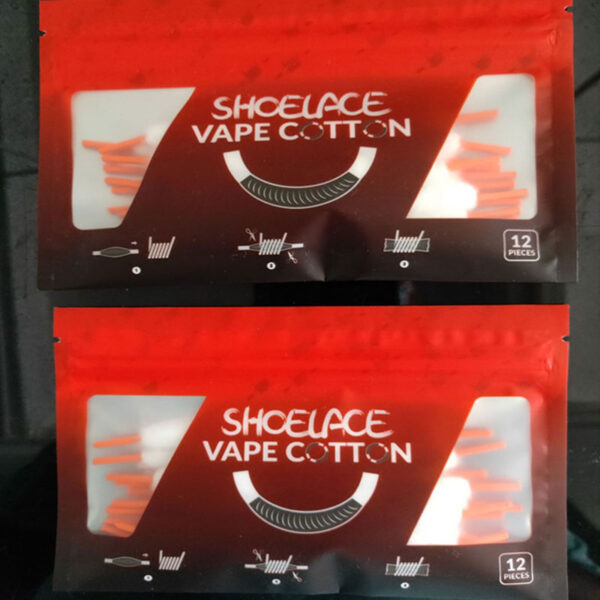 SHOELACE
VAPE COTTON
12
PIECES
SHOELACE
VAPE COTTON
12
PIECES